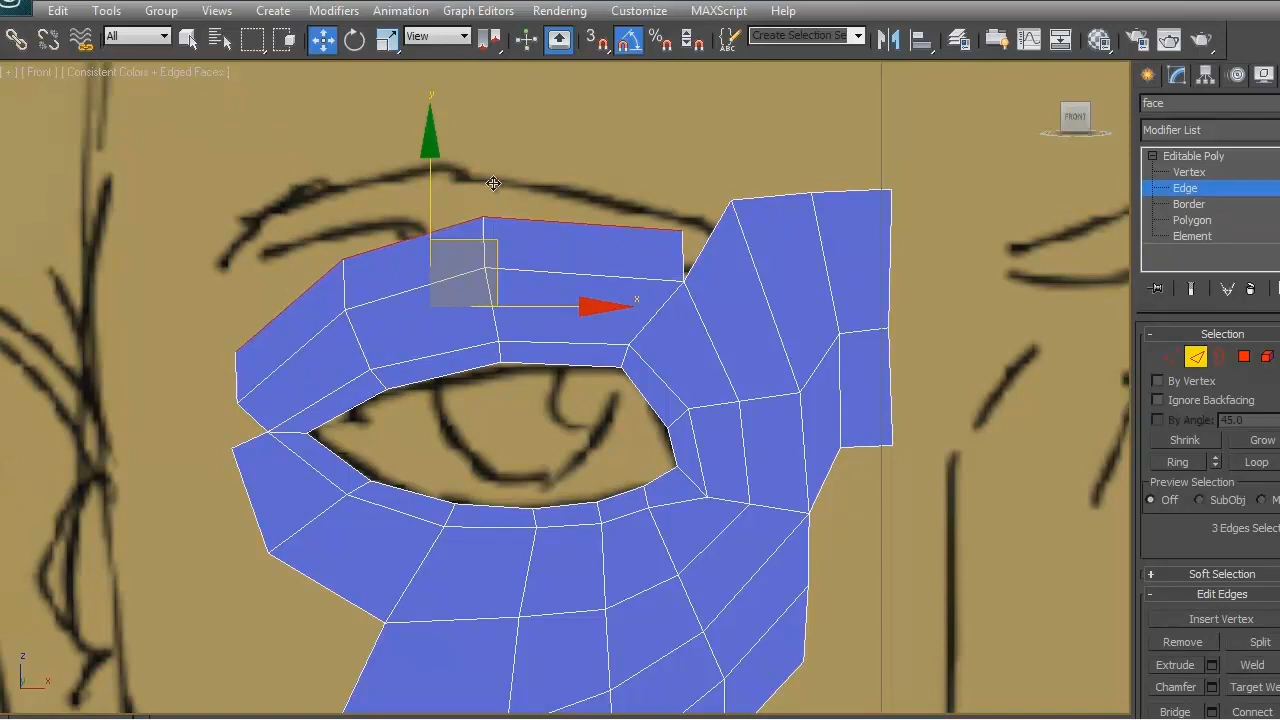 Edit Tools Group Views Create Modifiers Animation Graph Editors Rendering Customize MAXScript Help
All View 3 % ABC Create Selection Se
[ + ] [ Front ] [ Consistent Colors + Edged Faces ]
FRONT
face
Modifier List
Editable Poly
Vertex
Edge
Border
Polygon
Element
- Selection
By Vertex
Ignore Backfacing
By Angle: 45.0
Shrink Grow
Ring Loop
Preview Selection
Off SubObj M
3 Edges Select
+ Soft Selection
- Edit Edges
Insert Vertex
Remove Split
Extrude Weld
Chamfer Target We
Bridge Connect
y
x
z
y
x